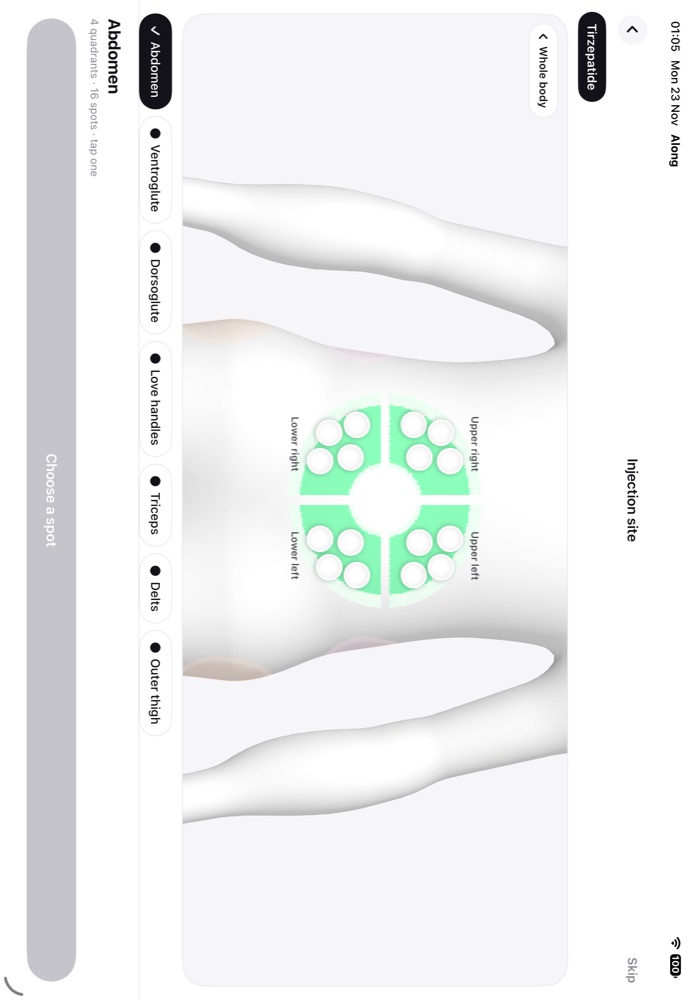 01:05 Mon 23 Nov Along
100
Injection site
Skip
Tirzepatide
Whole body
Upper right
Upper left
Lower right
Lower left
Abdomen
Ventroglute
Dorsoglute
Love handles
Triceps
Delts
Outer thigh
Abdomen
4 quadrants · 16 spots · tap one
Choose a spot